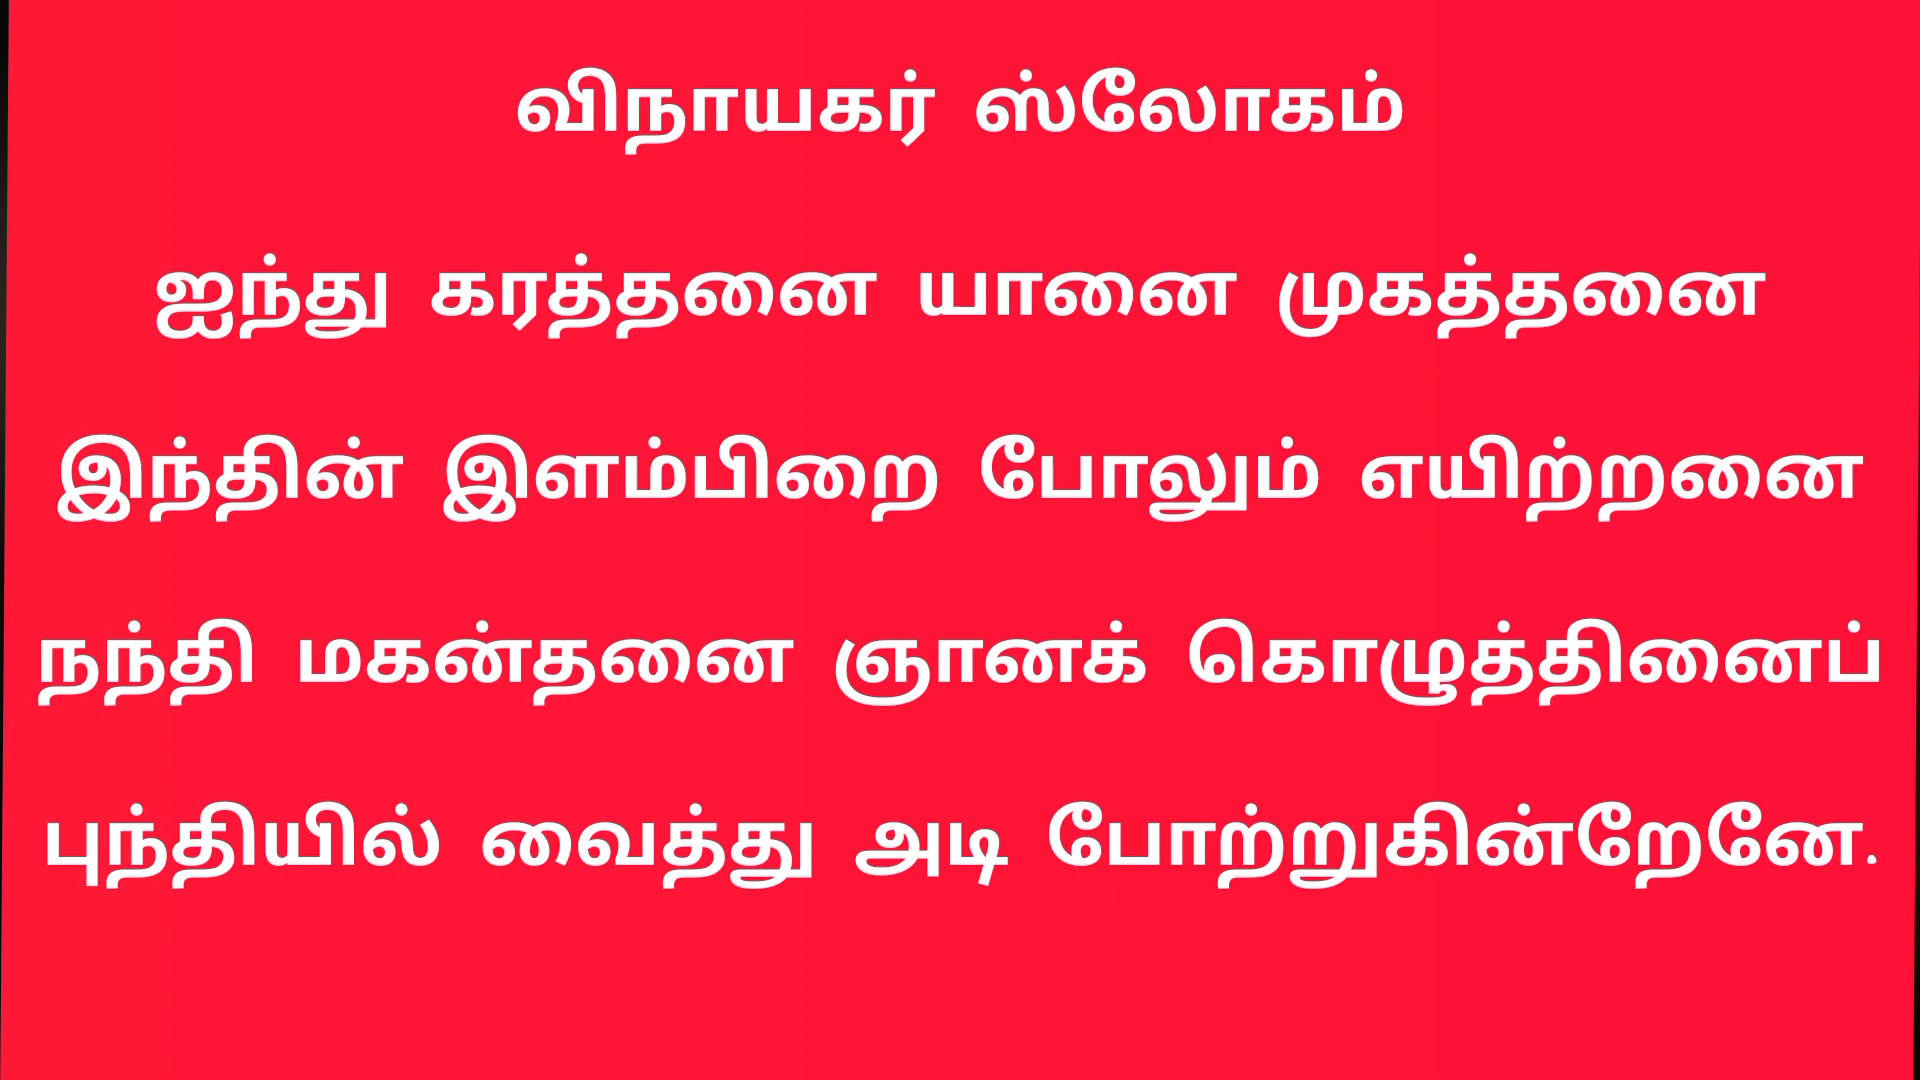 விநாயகர் ஸ்லோகம்
ஐந்து கரத்தனை யானை முகத்தனை
இந்தின் இளம்பிறை போலும் எயிற்றனை
நந்தி மகன்தனை ஞானக் கொழுத்தினைப்
புந்தியில் வைத்து அடி போற்றுகின்றேனே.